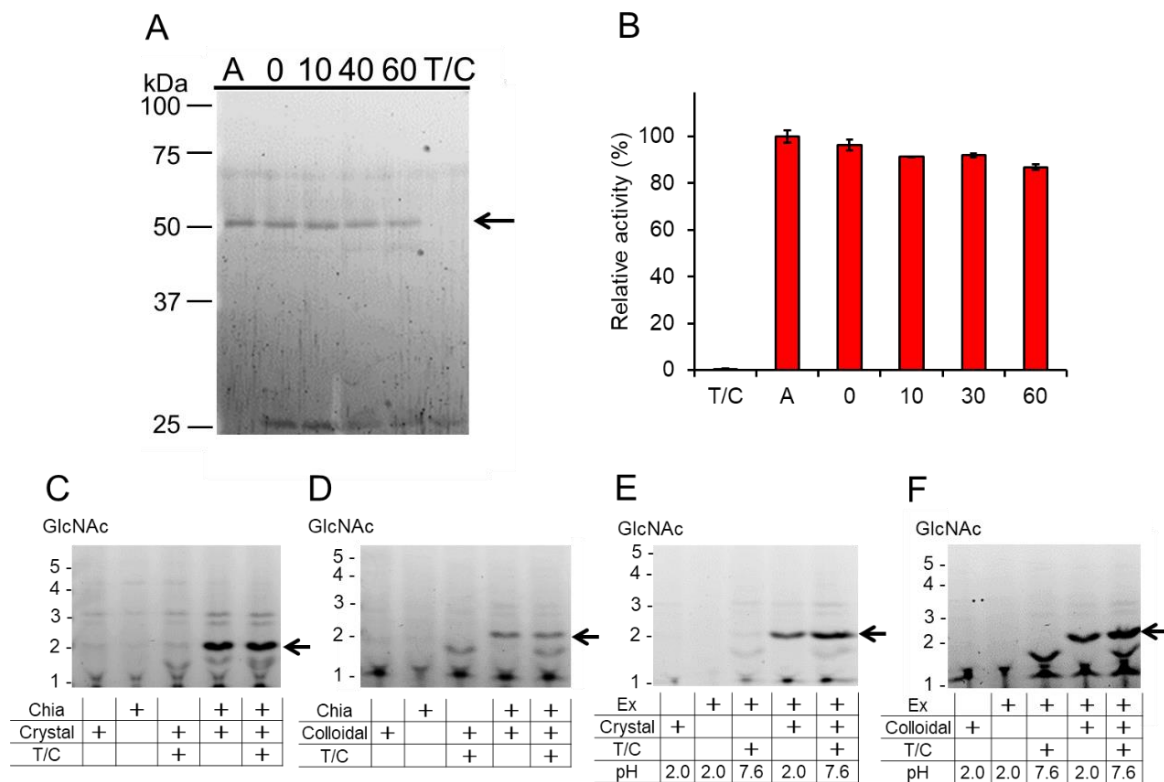 A
kDa
A 0 10 40 60 T/C
100
75
50
37
25
B
Relative activity (%)
100
80
60
40
20
0
T/C A 0 10 30 60
C
GlcNAc
5 -
4 -
3 -
2 -
1 -
Chia + + +
Crystal + + + +
T/C + +
D
GlcNAc
5 -
4 -
3 -
2 -
1 -
Chia + + +
Colloidal + + + +
T/C + +
E
GlcNAc
5 -
4 -
3 -
2 -
1 -
Ex + + + +
Crystal + + +
T/C + +
pH 2.0 2.0 7.6 2.0 7.6
F
GlcNAc
5 -
4 -
3 -
2 -
1 -
Ex + + + +
Colloidal + + +
T/C + +
pH 2.0 2.0 7.6 2.0 7.6